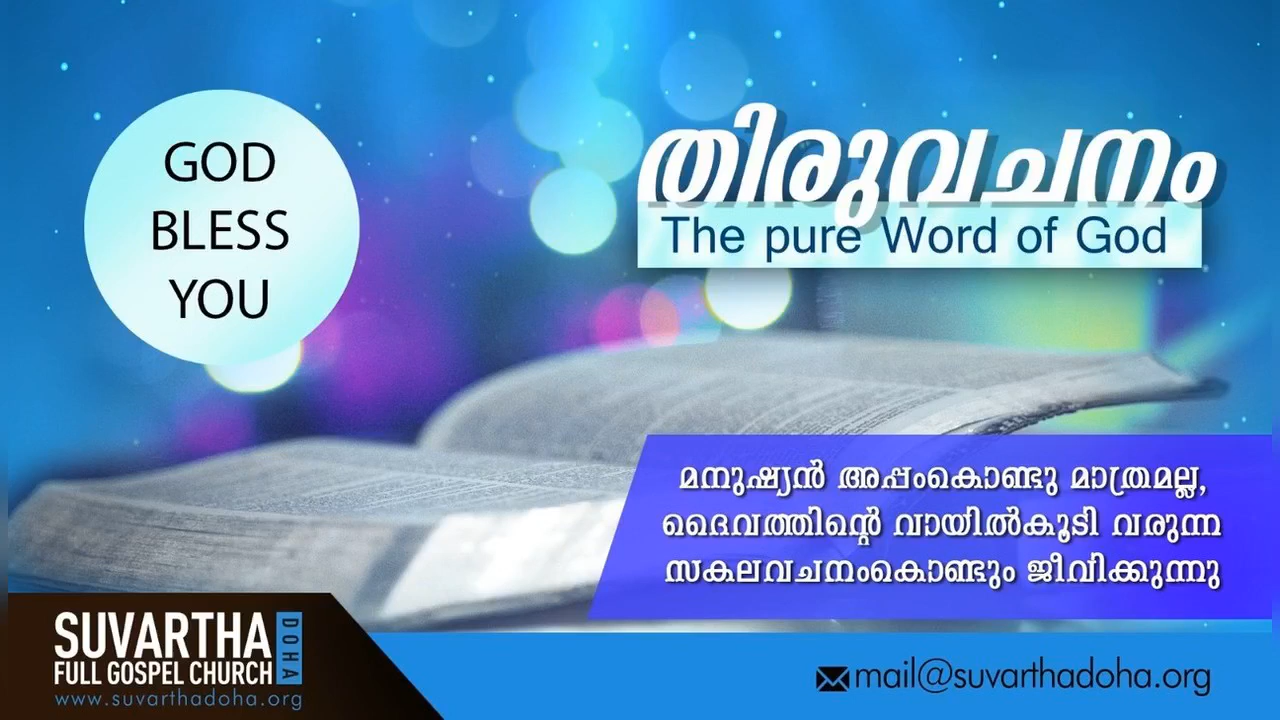 GOD
BLESS
YOU
തിരുവചനം
The pure Word of God
മനുഷ്യൻ അപ്പംകൊണ്ടു മാത്രമല്ല,
ദൈവത്തിന്റെ വായിൽകൂടി വരുന്ന
സകലവചനംകൊണ്ടും ജീവിക്കുന്നു
SUVARTHA DOHA
FULL GOSPEL CHURCH
www.suvarthadoha.org
mail@suvarthadoha.org